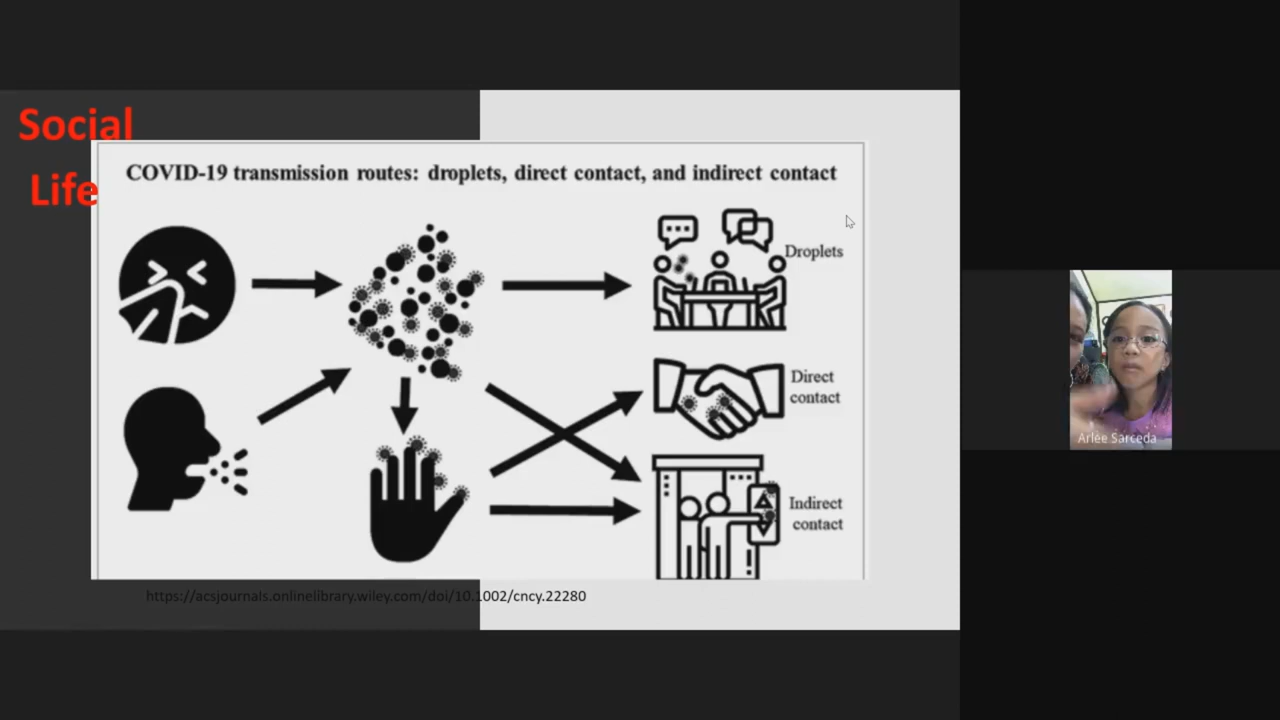 Social
Life
COVID-19 transmission routes: droplets, direct contact, and indirect contact
Droplets
Direct
contact
Indirect
contact
https://acsjournals.onlinelibrary.wiley.com/doi/10.1002/cncy.22280
Arlee Sarceda